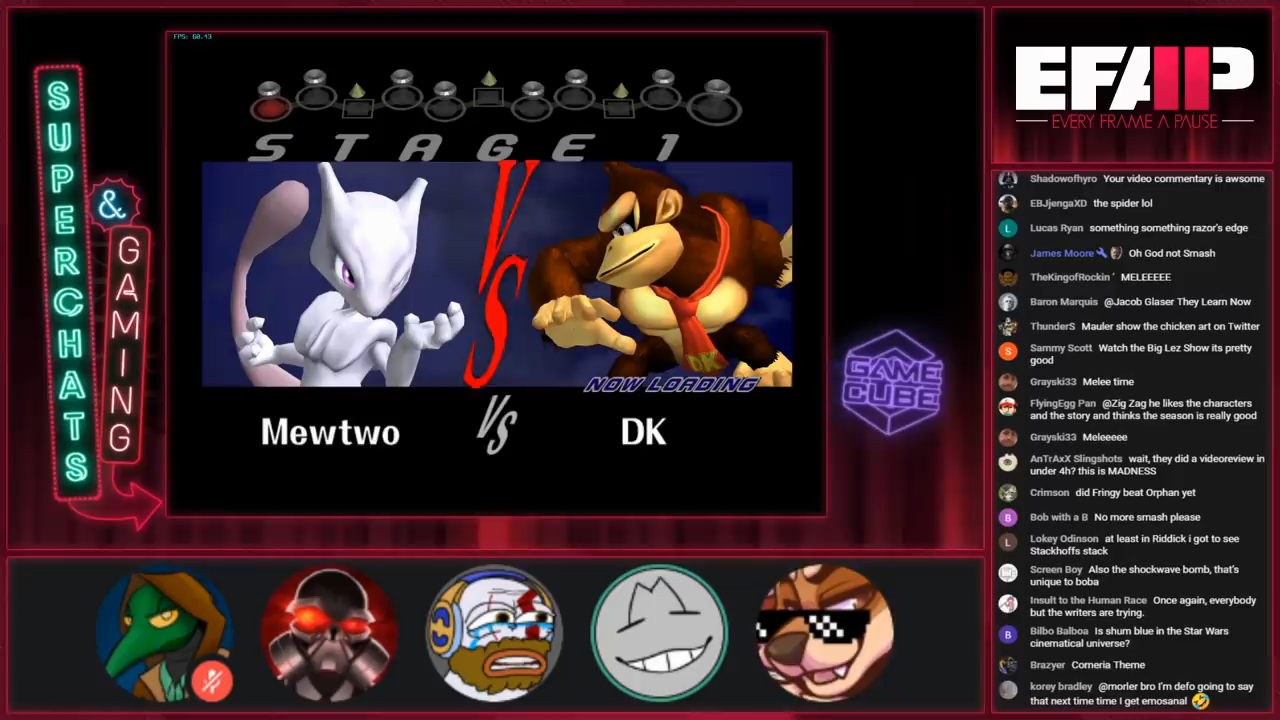 FPS: 60.43
SUPERCHATS
&
GAMING
STAGE 1
VS
DK
NOW LOADING
Mewtwo
VS
DK
GAME
CUBE
EFAP
EVERY FRAME A PAUSE
Shadowofhyro Your video commentary is awsome
EBJjengaXD the spider lol
L
Lucas Ryan something something razor's edge
James Moore Oh God not Smash
TheKingofRockin ' MELEEEEE
Baron Marquis @Jacob Glaser They Learn Now
ThunderS Mauler show the chicken art on Twitter
S
Sammy Scott Watch the Big Lez Show its pretty
good
Grayski33 Melee time
FlyingEgg Pan @Zig Zag he likes the characters
and the story and thinks the season is really good
Grayski33 Meleeeee
AnTrAxX Slingshots wait, they did a videoreview in
under 4h? this is MADNESS
Crimson did Fringy beat Orphan yet
B
Bob with a B No more smash please
L
Lokey Odinson at least in Riddick i got to see
Stackhoffs stack
Screen Boy Also the shockwave bomb, that's
unique to boba
Insult to the Human Race Once again, everybody
but the writers are trying.
B
Bilbo Balboa Is shum blue in the Star Wars
cinematical universe?
Brazyer Corneria Theme
korey bradley @morler bro I'm defo going to say
that next time time I get emosanal 🤣